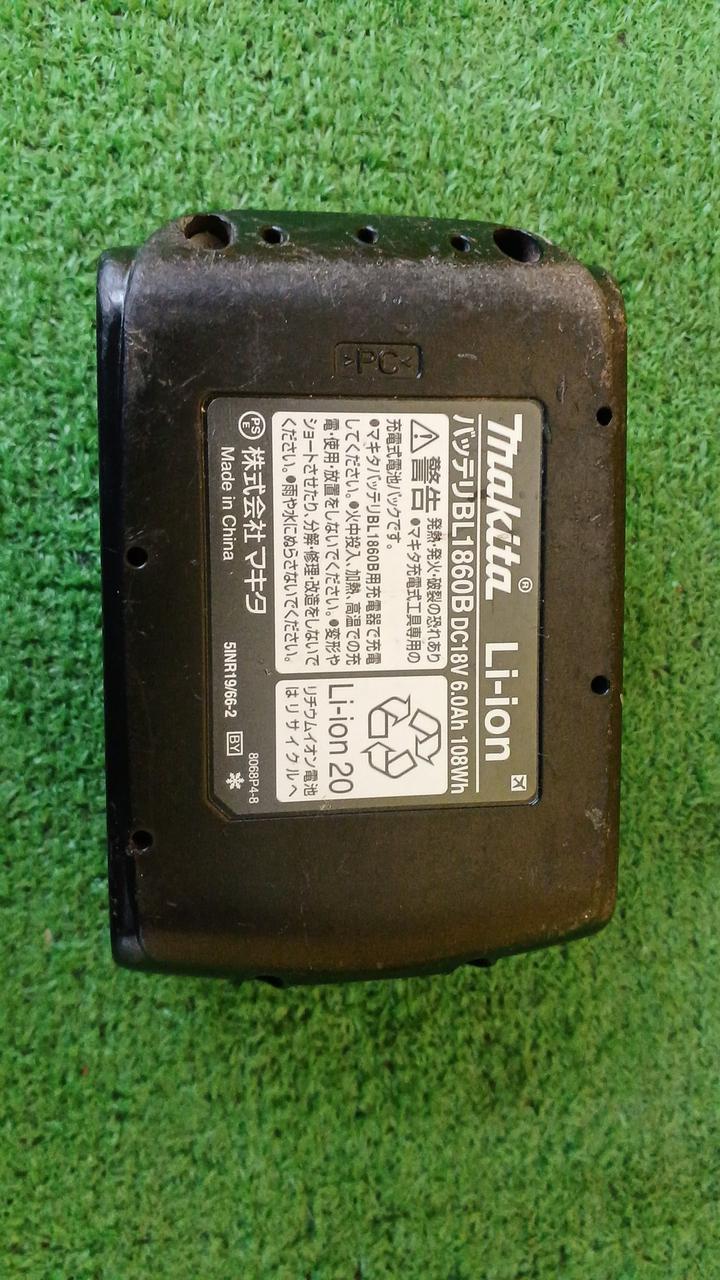 PC
makita® Li-ion
バッテリBL1860B DC18V 6.0Ah 108Wh
警告 発熱・発火・破裂の恐れあり
●マキタ充電式工具専用の
充電式電池パックです。
●マキタバッテリBL1860B用充電器で充電
してください。●火中投入、加熱、高温での充
電・使用・放置をしないでください。●変形や
ショートさせたり、分解・修理・改造をしないで
ください。●雨や水にぬらさないでください。
Li-ion 20
リチウムイオン電池
はリサイクルへ
PSE 株式会社 マキタ
Made in China
5INR19/66-2
BY
8068P4-8